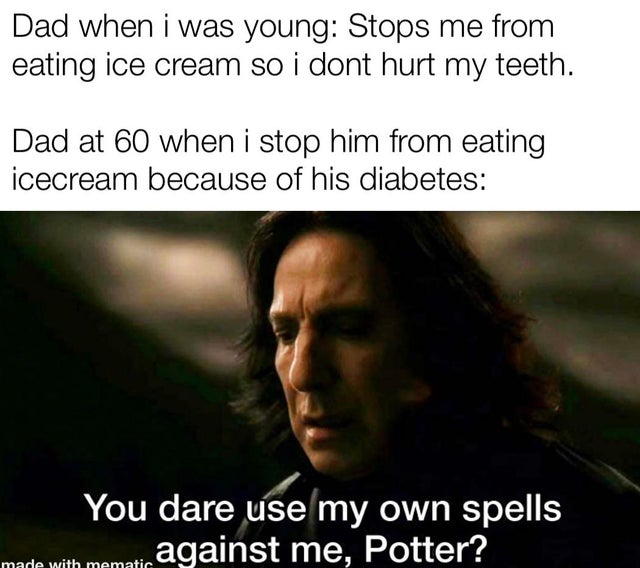 Dad when i was young: Stops me from
eating ice cream so i dont hurt my teeth.
Dad at 60 when i stop him from eating
icecream because of his diabetes:
You dare use my own spells
against me, Potter?
made with mematic